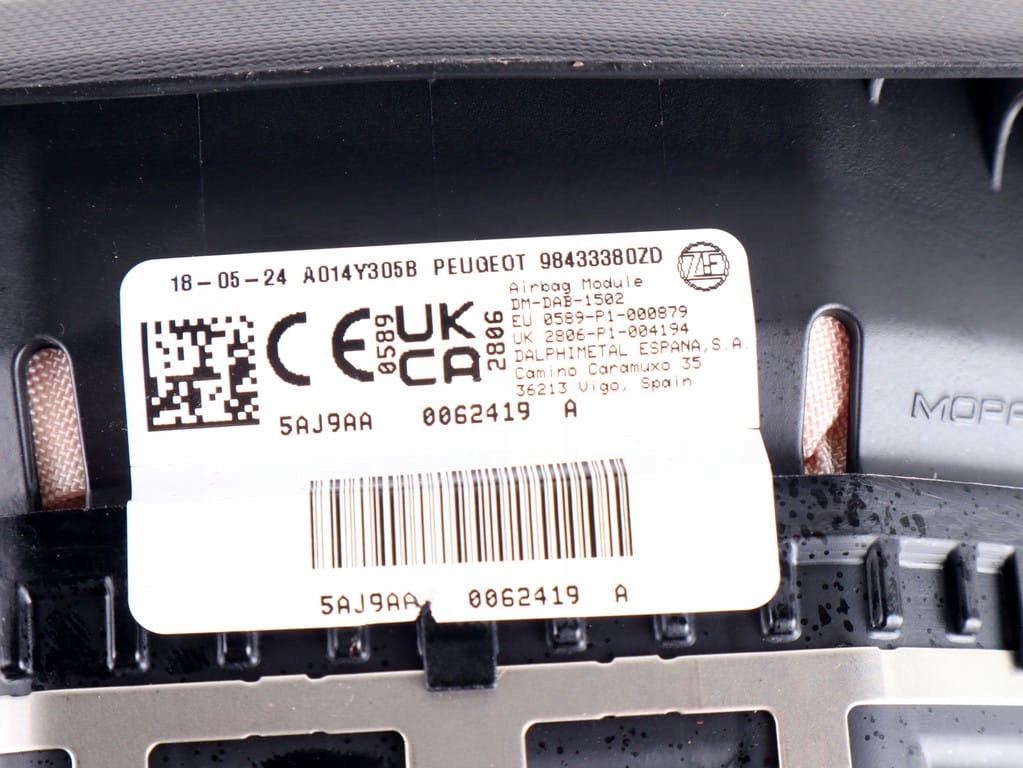 18-05-24 A014Y305B PEUGEOT 98433380ZD ZF
Airbag Module
DM-DAB-1502
EU 0589-P1-000879
UK 2806-P1-004194
DALPHIMETAL ESPANA,S.A.
Camino Caramuxo 35
36213 Vigo, Spain
CE 0589 UK CA 2806
5AJ9AA 0062419 A
5AJ9AA 0062419 A